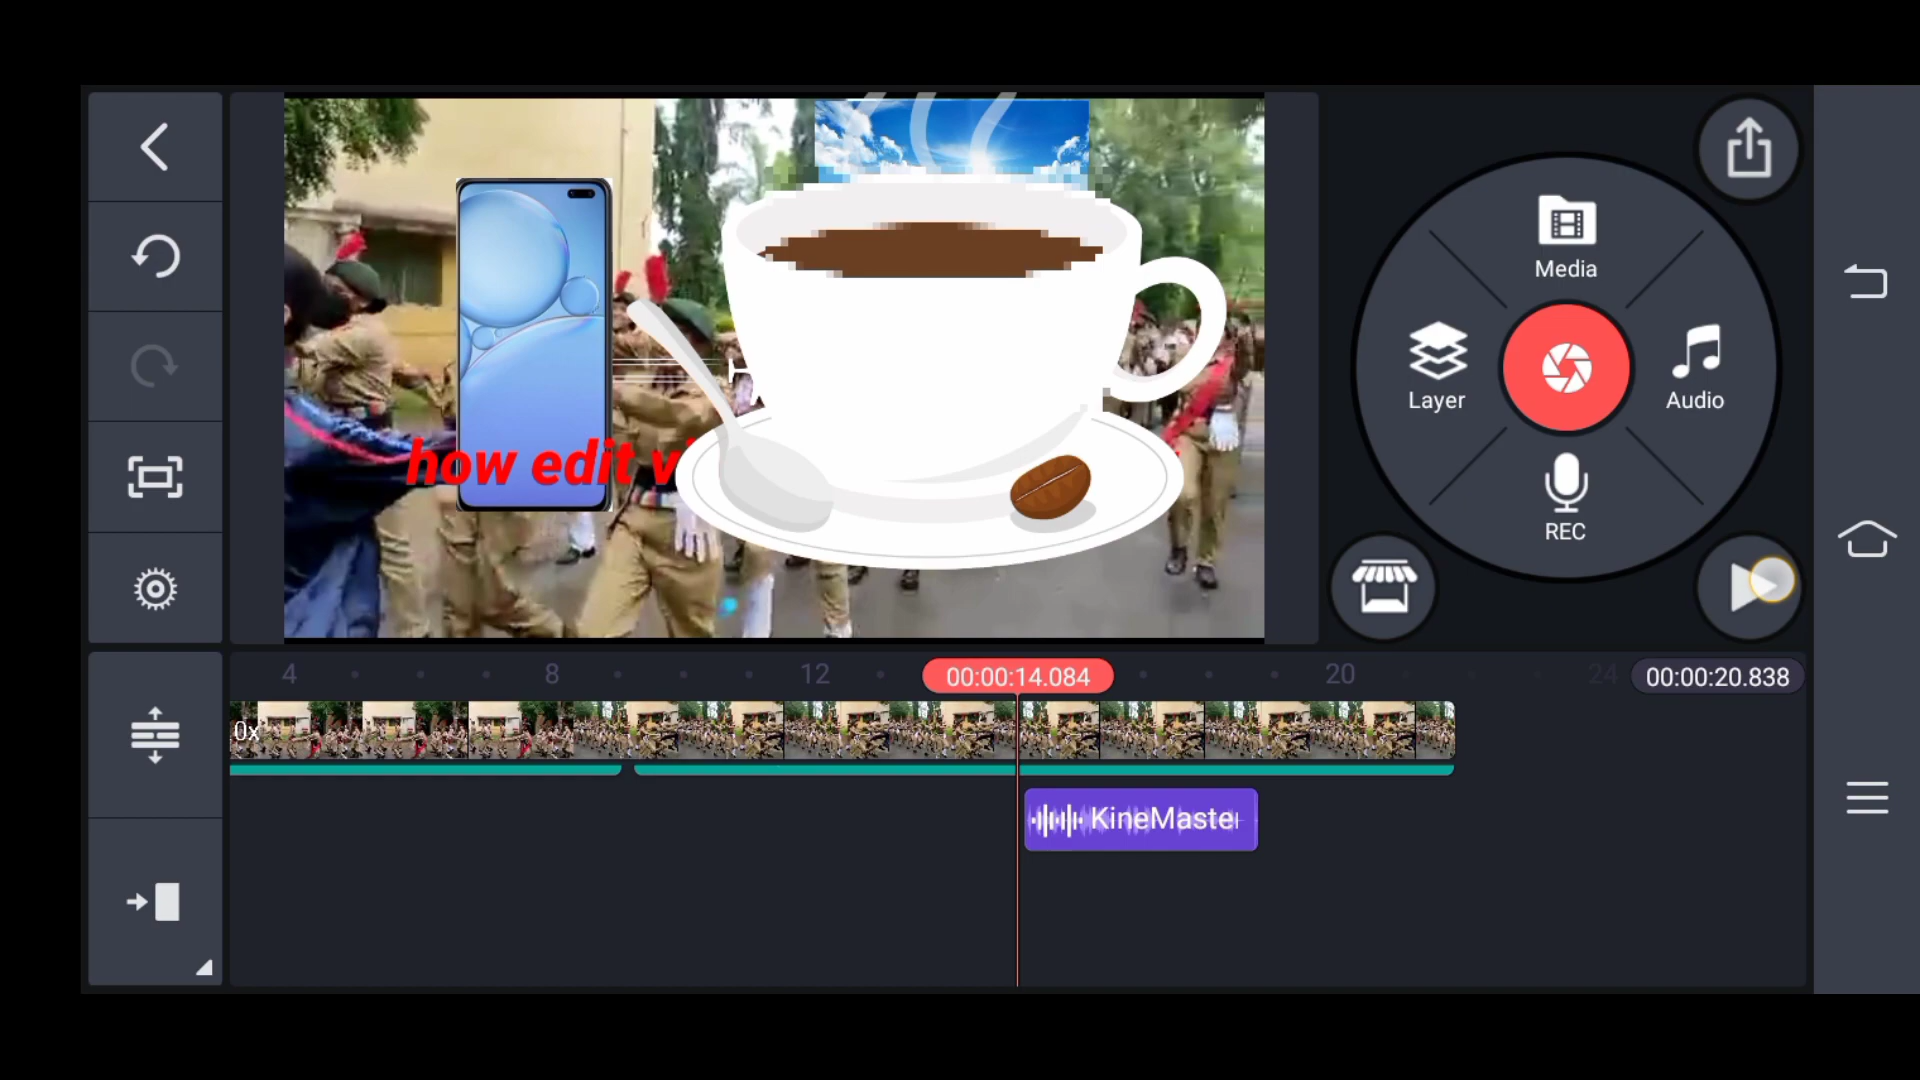 Media
Layer
Audio
REC
how edit v
4
8
12
00:00:14.084
20
24
00:00:20.838
0x
KineMaste